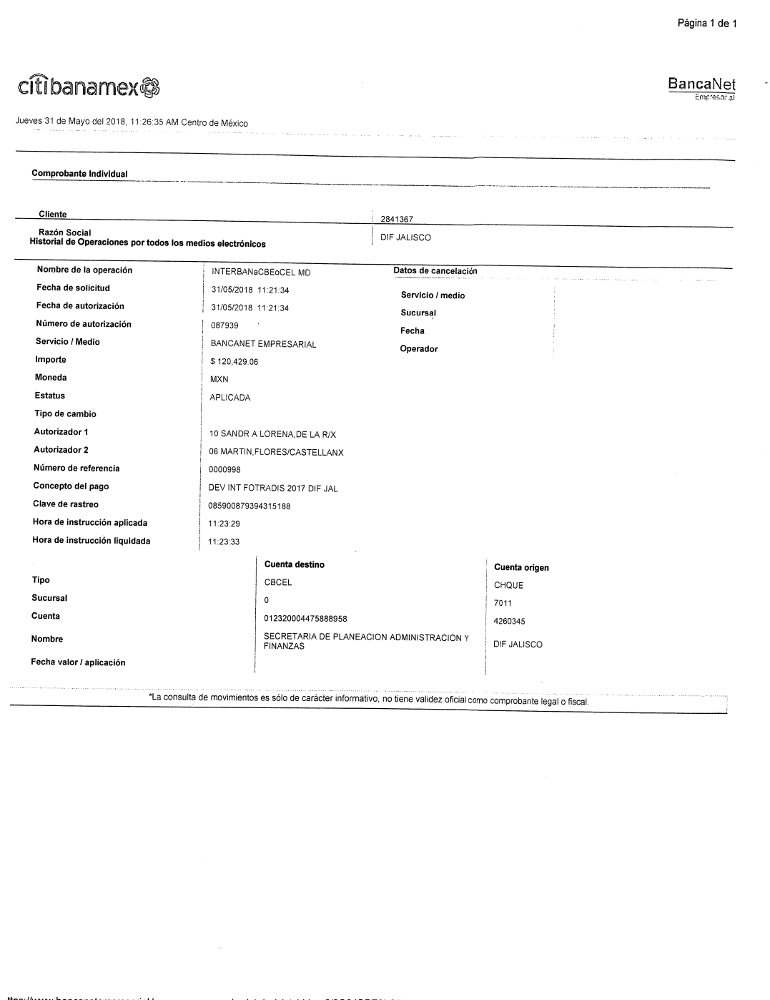 Página 1 de 1
citibanamex
BancaNet
Empresarial
Jueves 31 de Mayo del 2018, 11:26:35 AM Centro de México
Comprobante Individual
Cliente 2841367
Razón Social DIF JALISCO
Historial de Operaciones por todos los medios electrónicos
Nombre de la operación INTERBANaCBEoCEL MD Datos de cancelación
Fecha de solicitud 31/05/2018 11:21:34 Servicio / medio
Fecha de autorización 31/05/2018 11:21:34 Sucursal
Número de autorización 087939 Fecha
Servicio / Medio BANCANET EMPRESARIAL Operador
Importe $ 120,429.06
Moneda MXN
Estatus APLICADA
Tipo de cambio
Autorizador 1 10 SANDR A LORENA,DE LA R/X
Autorizador 2 06 MARTIN,FLORES/CASTELLANX
Número de referencia 0000998
Concepto del pago DEV INT FOTRADIS 2017 DIF JAL
Clave de rastreo 085900879394315188
Hora de instrucción aplicada 11:23:29
Hora de instrucción liquidada 11:23:33
Cuenta destino Cuenta origen
Tipo CBCEL CHQUE
Sucursal 0 7011
Cuenta 012320004475888958 4260345
Nombre SECRETARIA DE PLANEACION ADMINISTRACION Y FINANZAS DIF JALISCO
Fecha valor / aplicación
*La consulta de movimientos es sólo de carácter informativo, no tiene validez oficial como comprobante legal o fiscal.